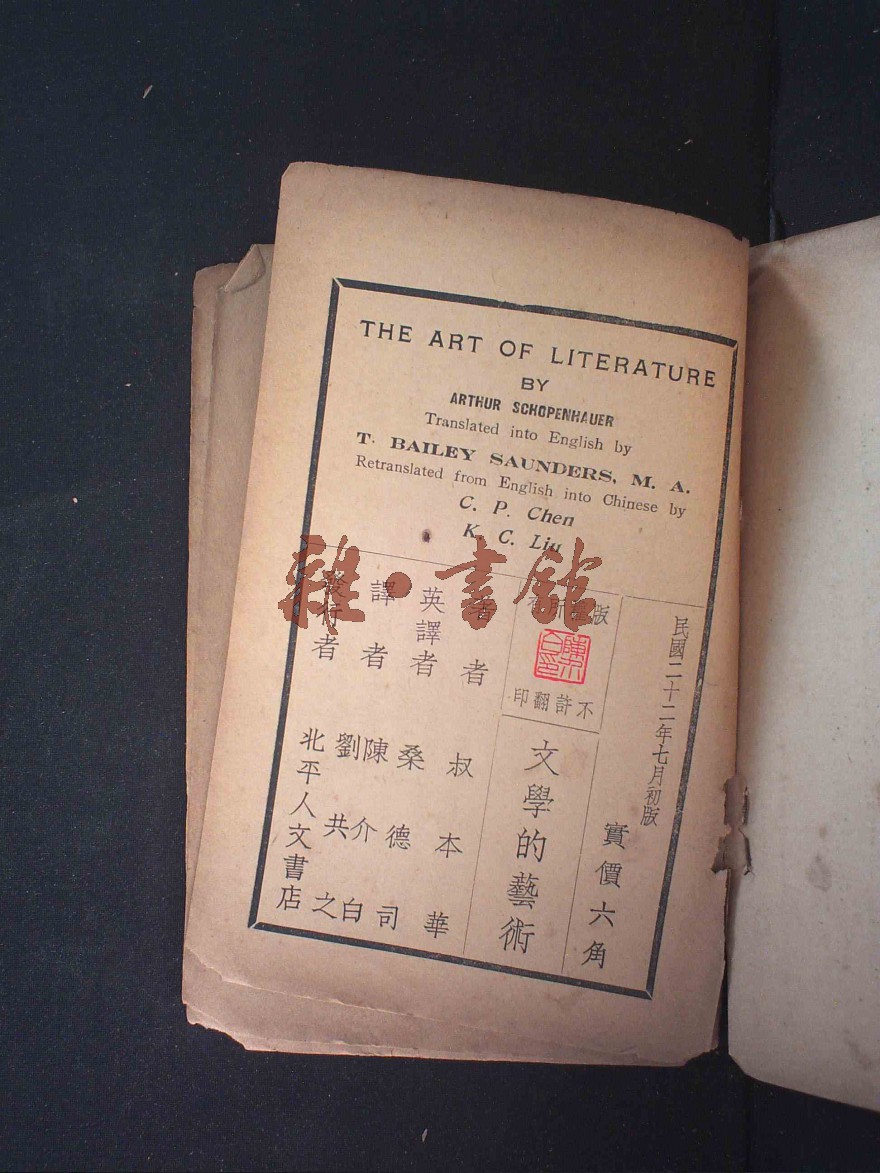 THE ART OF LITERATURE
BY
ARTHUR SCHOPENHAUER
Translated into English by
T. BAILEY SAUNDERS, M. A.
Retranslated from English into Chinese by
C. P. Chen
K. C. Liu
民國二十二年七月初版
實價六角
版權所有
不許翻印
文學的藝術
著者 叔本華
英譯者 桑德司
譯者 陳介白
劉共之
發行者 北平人文書店
雜·書館